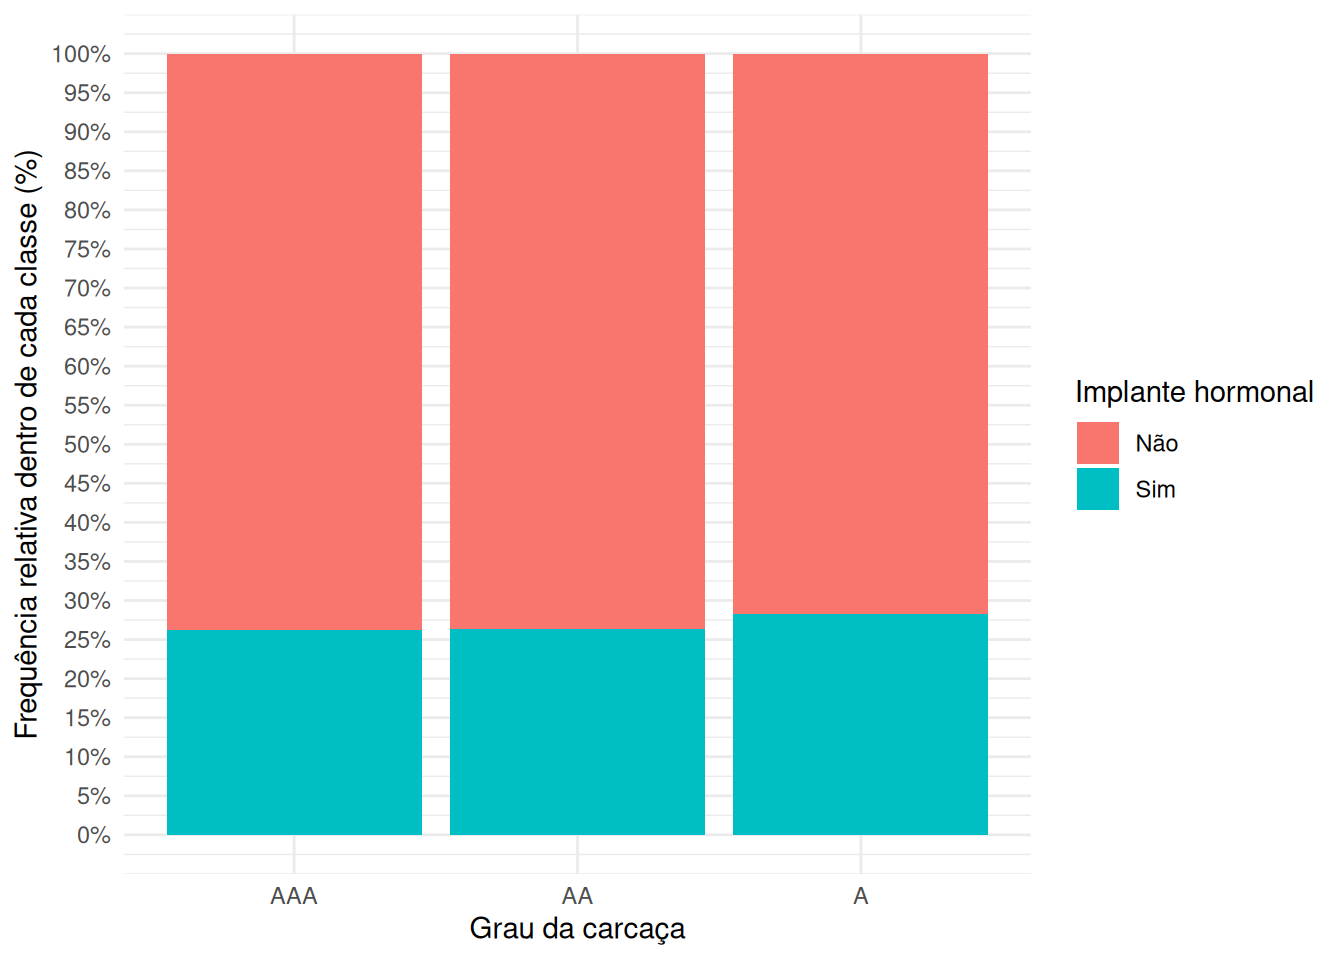 Frequência relativa dentro de cada classe (%)
100%
95%
90%
85%
80%
75%
70%
65%
60%
55%
50%
45%
40%
35%
30%
25%
20%
15%
10%
5%
0%
AAA
AA
A
Grau da carcaça
Implante hormonal
Não
Sim